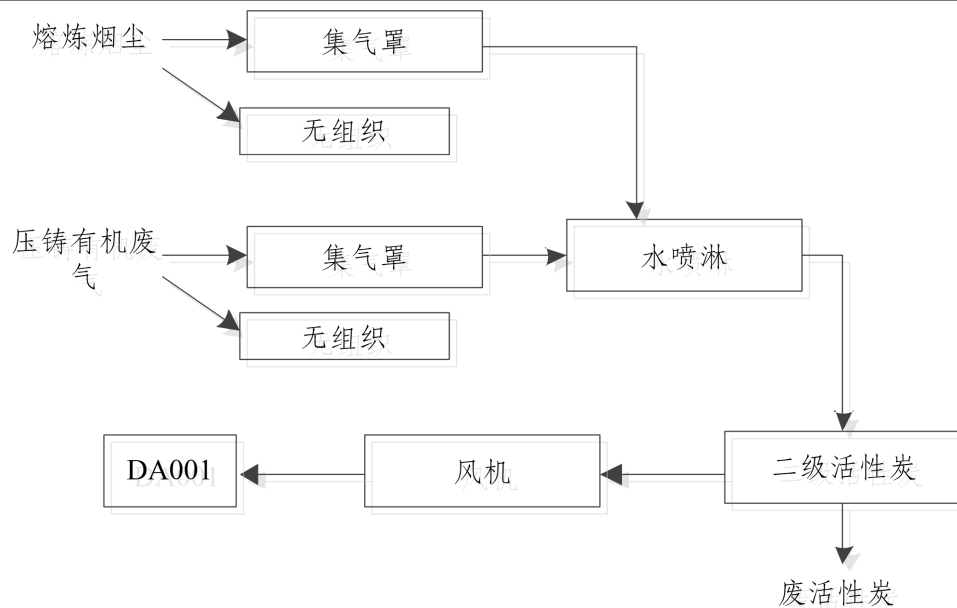 熔炼烟尘
集气罩
无组织
压铸有机废
气
集气罩
水喷淋
无组织
DA001
风机
二级活性炭
废活性炭